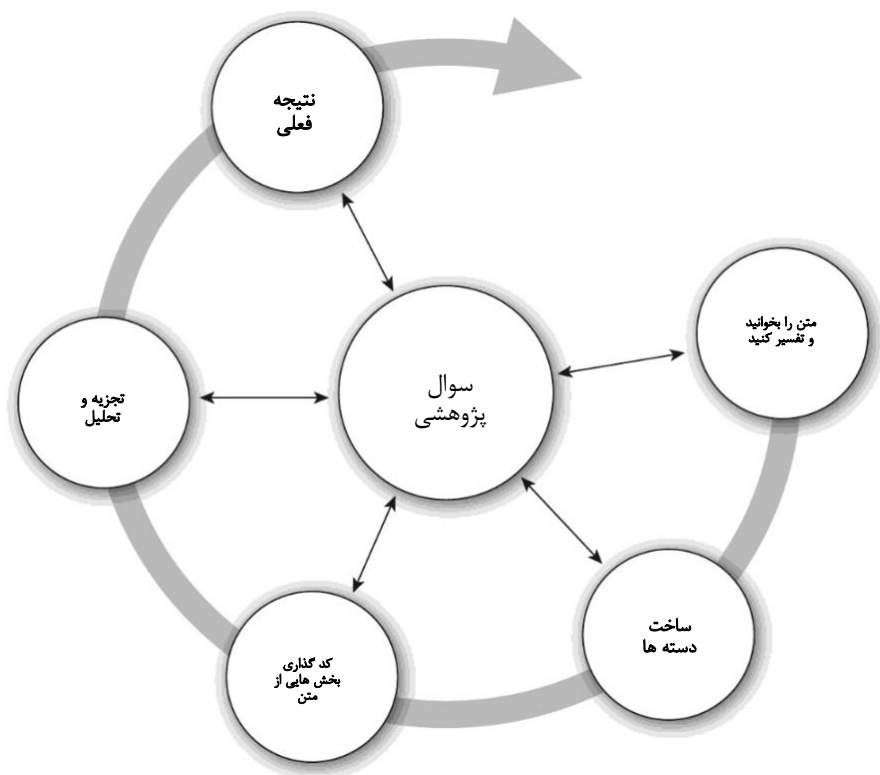 نتیجه
فعلی
متن را بخوانید
و تفسیر کنید
سوال
پژوهشی
تجزیه و
تحلیل
ساخت
دسته ها
کد گذاری
بخش هایی از
متن